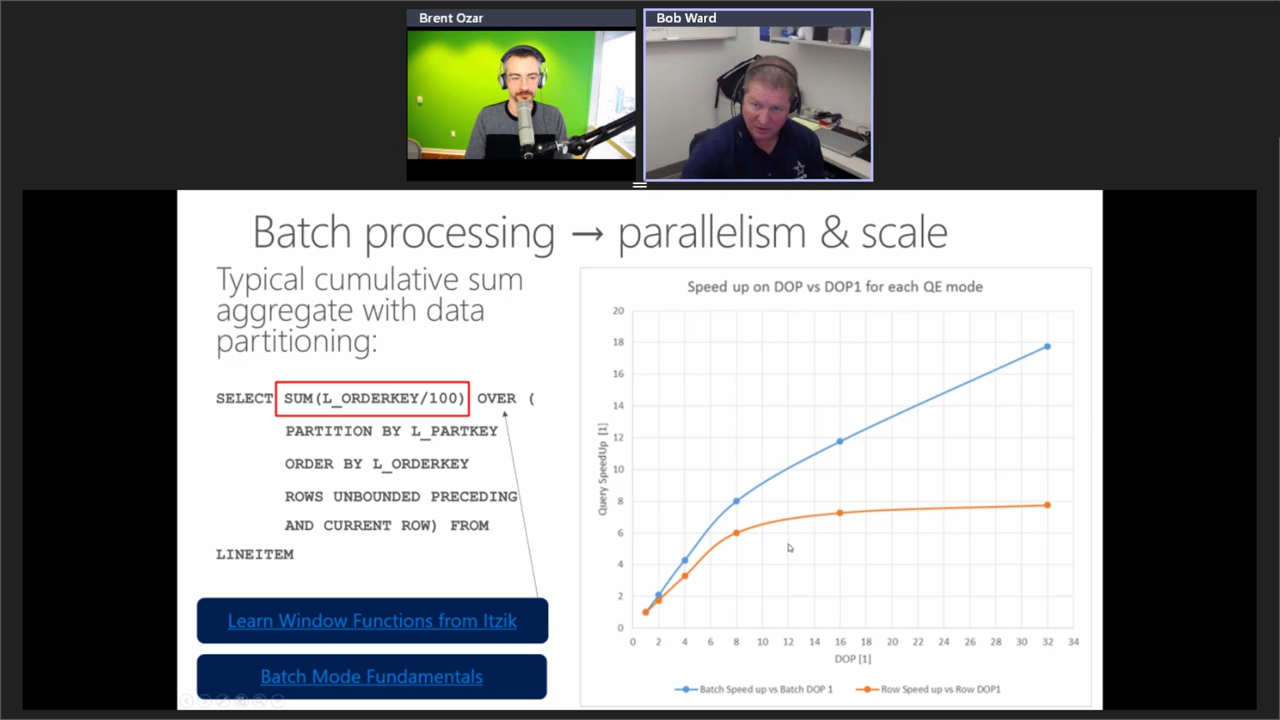 Brent Ozar
Bob Ward
Batch processing → parallelism & scale
Typical cumulative sum
aggregate with data
partitioning:
SELECT SUM(L_ORDERKEY/100) OVER (
PARTITION BY L_PARTKEY
ORDER BY L_ORDERKEY
ROWS UNBOUNDED PRECEDING
AND CURRENT ROW) FROM
LINEITEM
Learn Window Functions from Itzik
Batch Mode Fundamentals
Speed up on DOP vs DOP1 for each QE mode
Query SpeedUp [1]
20
18
16
14
12
10
8
6
4
2
0
0 2 4 6 8 10 12 14 16 18 20 22 24 26 28 30 32 34
DOP [1]
Batch Speed up vs Batch DOP 1
Row Speed up vs Row DOP1